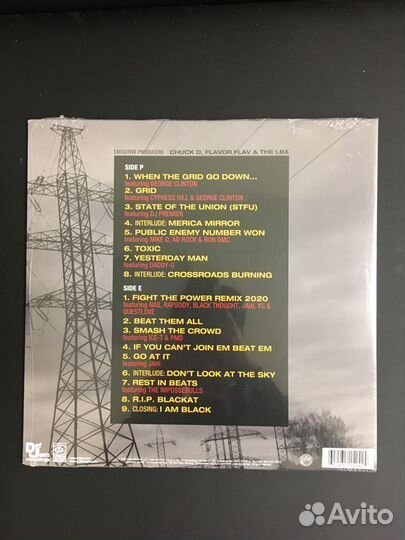 EXECUTIVE PRODUCERS CHUCK D, FLAVOR FLAV & THE LBX
SIDE P
1. WHEN THE GRID GO DOWN...
featuring GEORGE CLINTON
2. GRID
featuring CYPRESS HILL & GEORGE CLINTON
3. STATE OF THE UNION (STFU)
featuring DJ PREMIER
4. INTERLUDE: MERICA MIRROR
5. PUBLIC ENEMY NUMBER WON
featuring MIKE D, AD ROCK & RUN DMC
6. TOXIC
7. YESTERDAY MAN
featuring DADDY-O
8. INTERLUDE: CROSSROADS BURNING
SIDE E
1. FIGHT THE POWER REMIX 2020
featuring NAS, RAPSODY, BLACK THOUGHT, JAHI, YG &
QUESTLOVE
2. BEAT THEM ALL
3. SMASH THE CROWD
featuring ICE-T & PMD
4. IF YOU CAN'T JOIN EM BEAT EM
5. GO AT IT
featuring JAHI
6. INTERLUDE: DON'T LOOK AT THE SKY
7. REST IN BEATS
featuring THE IMPOSSEBULLS
8. R.I.P. BLACKAT
9. CLOSING: I AM BLACK
Def Jam
recordings
Avito